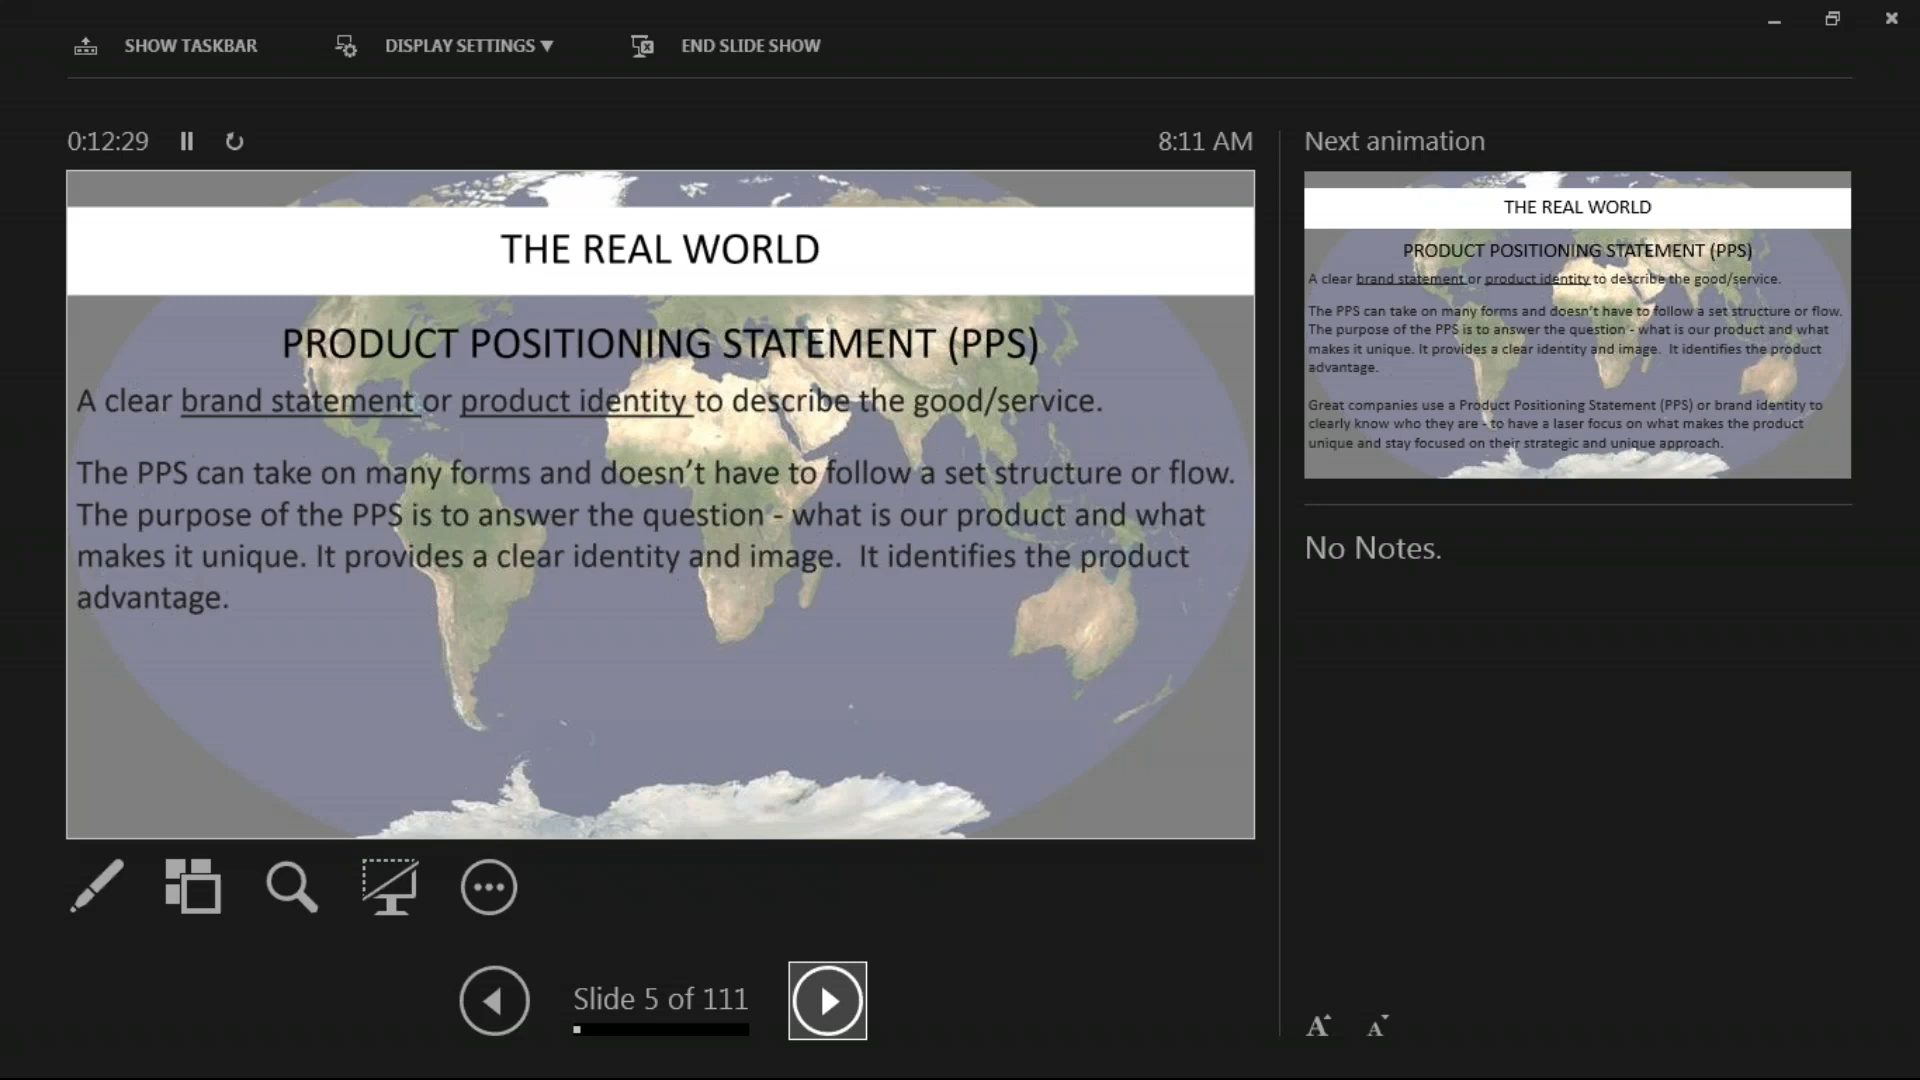 SHOW TASKBAR
DISPLAY SETTINGS ▼
END SLIDE SHOW
0:12:29
8:11 AM
THE REAL WORLD
PRODUCT POSITIONING STATEMENT (PPS)
A clear brand statement or product identity to describe the good/service.
The PPS can take on many forms and doesn't have to follow a set structure or flow.
The purpose of the PPS is to answer the question - what is our product and what
makes it unique. It provides a clear identity and image.  It identifies the product
advantage.
Slide 5 of 111
Next animation
THE REAL WORLD
PRODUCT POSITIONING STATEMENT (PPS)
A clear brand statement or product identity to describe the good/service.
The PPS can take on many forms and doesn't have to follow a set structure or flow.
The purpose of the PPS is to answer the question - what is our product and what
makes it unique. It provides a clear identity and image.  It identifies the product
advantage.
Great companies use a Product Positioning Statement (PPS) or brand identity to
clearly know who they are - to have a laser focus on what makes the product
unique and stay focused on their strategic and unique approach.
No Notes.
A A